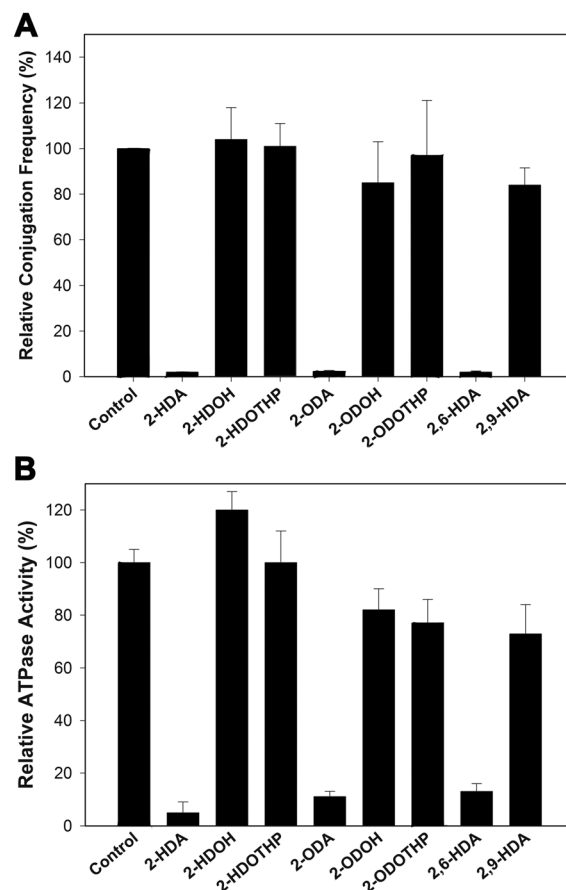 A
Relative Conjugation Frequency (%)
140
120
100
80
60
40
20
0
Control
2-HDA
2-HDOH
2-HDOTHP
2-ODA
2-ODOH
2-ODOTHP
2,6-HDA
2,9-HDA
B
Relative ATPase Activity (%)
120
100
80
60
40
20
0
Control
2-HDA
2-HDOH
2-HDOTHP
2-ODA
2-ODOH
2-ODOTHP
2,6-HDA
2,9-HDA